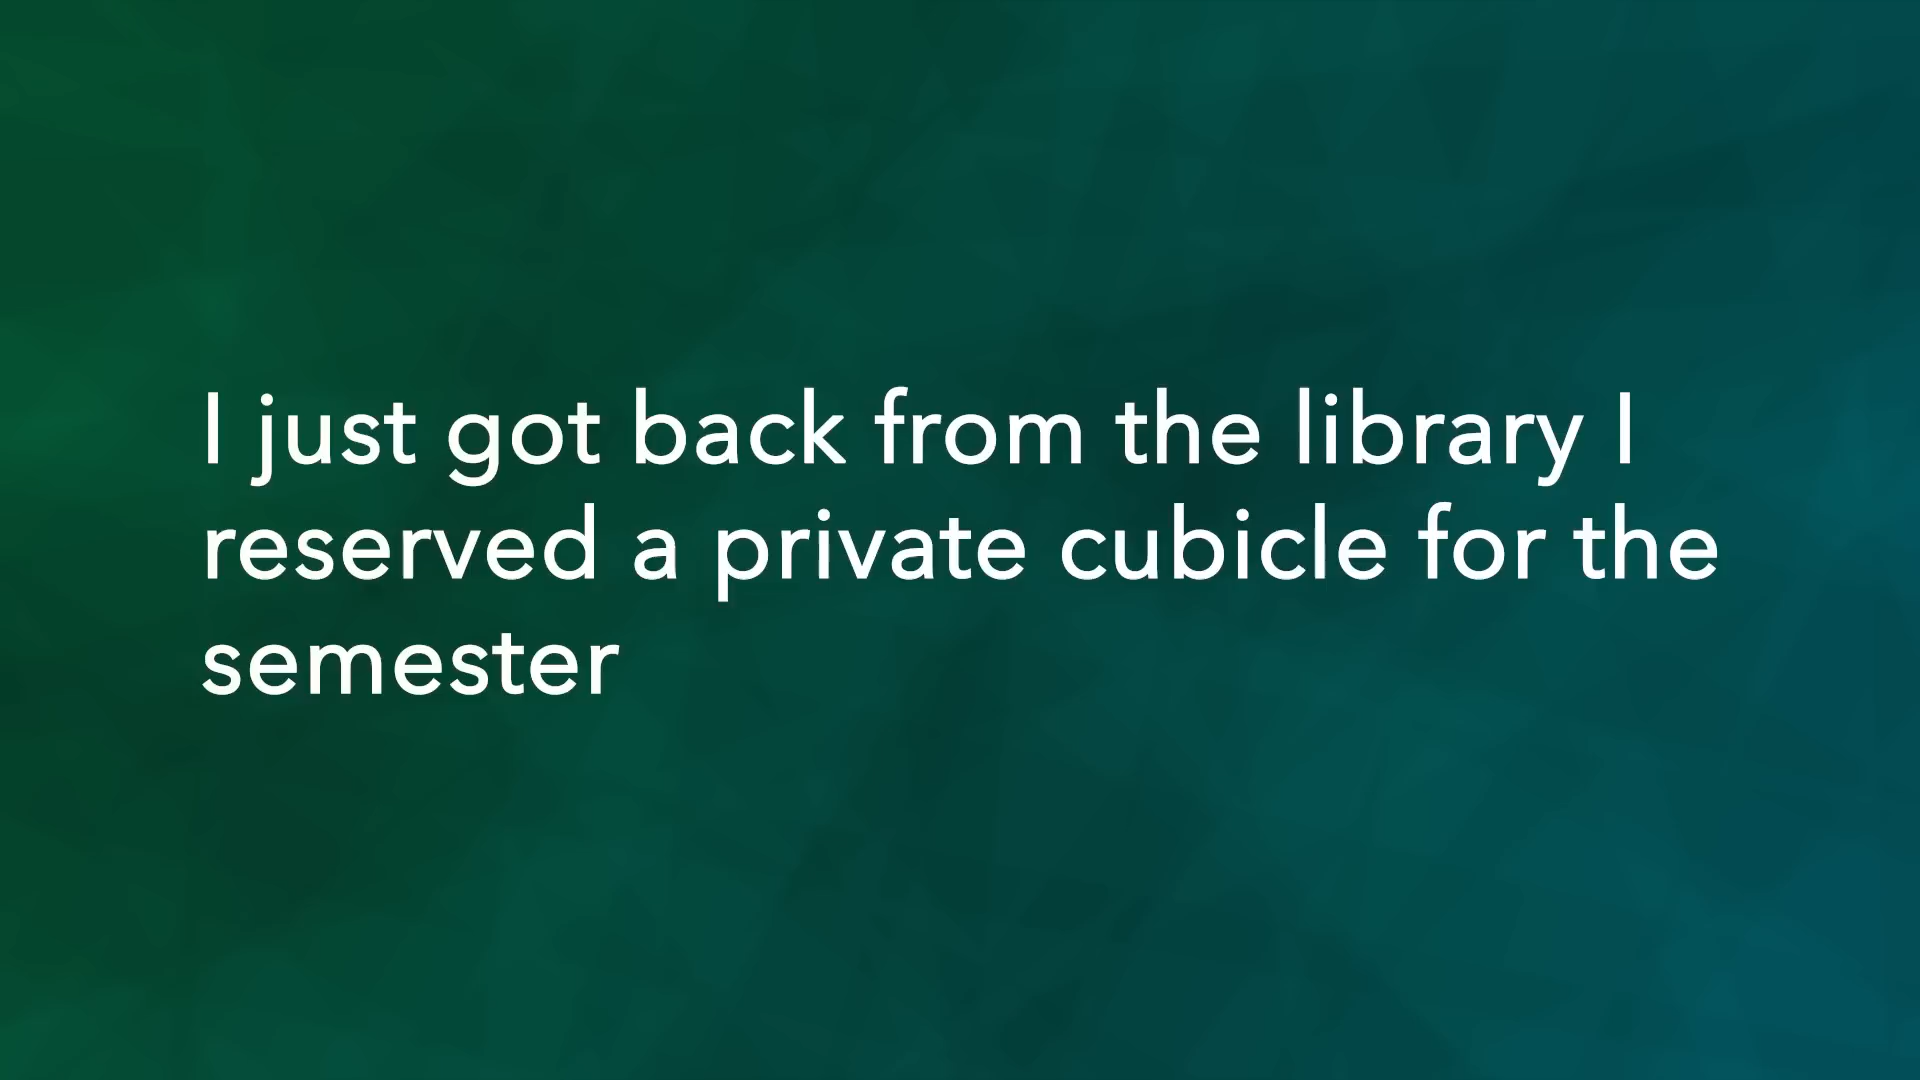 I just got back from the library I
reserved a private cubicle for the
semester